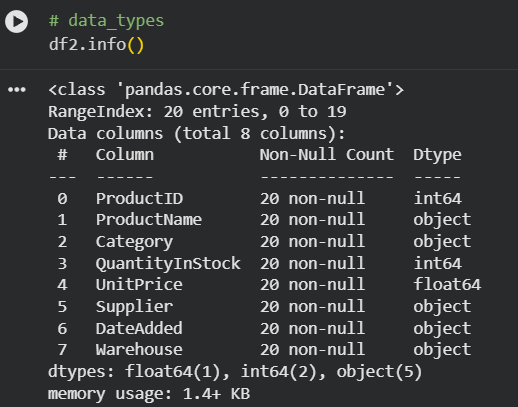 # data_types
df2.info()
<class 'pandas.core.frame.DataFrame'>
RangeIndex: 20 entries, 0 to 19
Data columns (total 8 columns):
 #   Column           Non-Null Count  Dtype
---  ------           --------------  -----
 0   ProductID        20 non-null     int64
 1   ProductName      20 non-null     object
 2   Category         20 non-null     object
 3   QuantityInStock  20 non-null     int64
 4   UnitPrice        20 non-null     float64
 5   Supplier         20 non-null     object
 6   DateAdded        20 non-null     object
 7   Warehouse        20 non-null     object
dtypes: float64(1), int64(2), object(5)
memory usage: 1.4+ KB